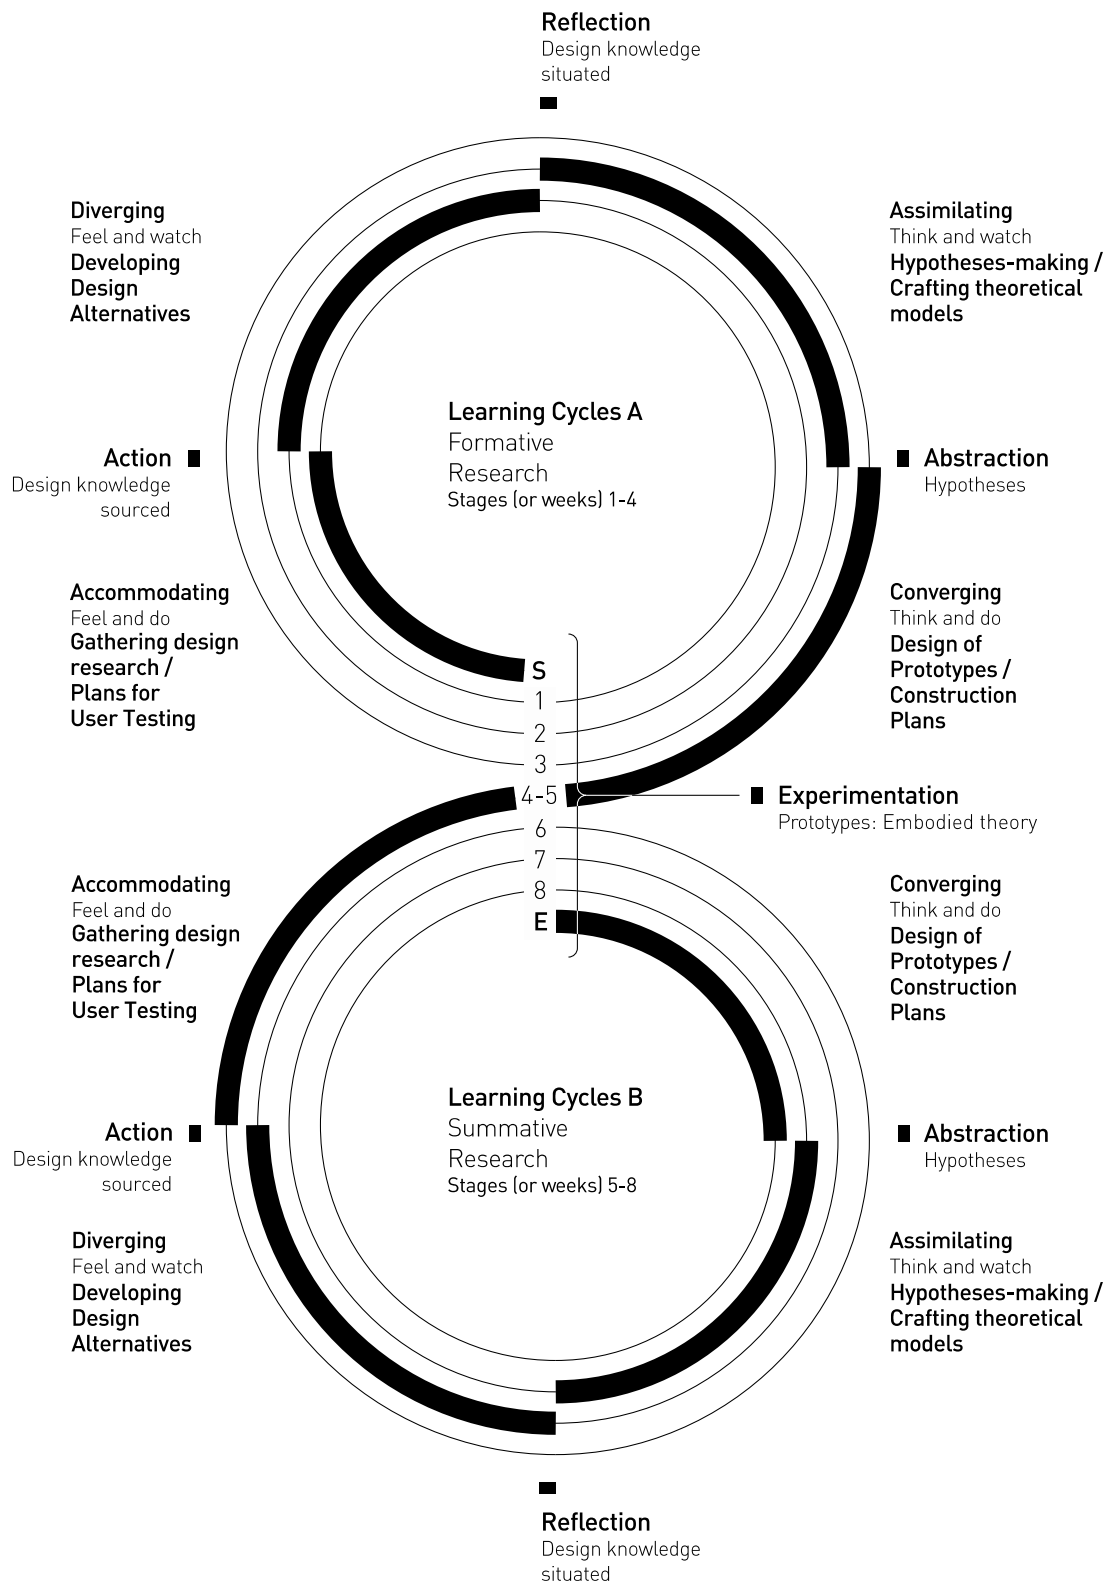 Reflection
Design knowledge
situated
Diverging
Feel and watch
Developing
Design
Alternatives
Assimilating
Think and watch
Hypotheses-making /
Crafting theoretical
models
Learning Cycles A
Formative
Research
Stages (or weeks) 1-4
Action
Design knowledge
sourced
Abstraction
Hypotheses
Accommodating
Feel and do
Gathering design
research /
Plans for
User Testing
Converging
Think and do
Design of
Prototypes /
Construction
Plans
S
1
2
3
4-5
6
7
8
E
Experimentation
Prototypes: Embodied theory
Accommodating
Feel and do
Gathering design
research /
Plans for
User Testing
Converging
Think and do
Design of
Prototypes /
Construction
Plans
Learning Cycles B
Summative
Research
Stages (or weeks) 5-8
Action
Design knowledge
sourced
Abstraction
Hypotheses
Diverging
Feel and watch
Developing
Design
Alternatives
Assimilating
Think and watch
Hypotheses-making /
Crafting theoretical
models
Reflection
Design knowledge
situated